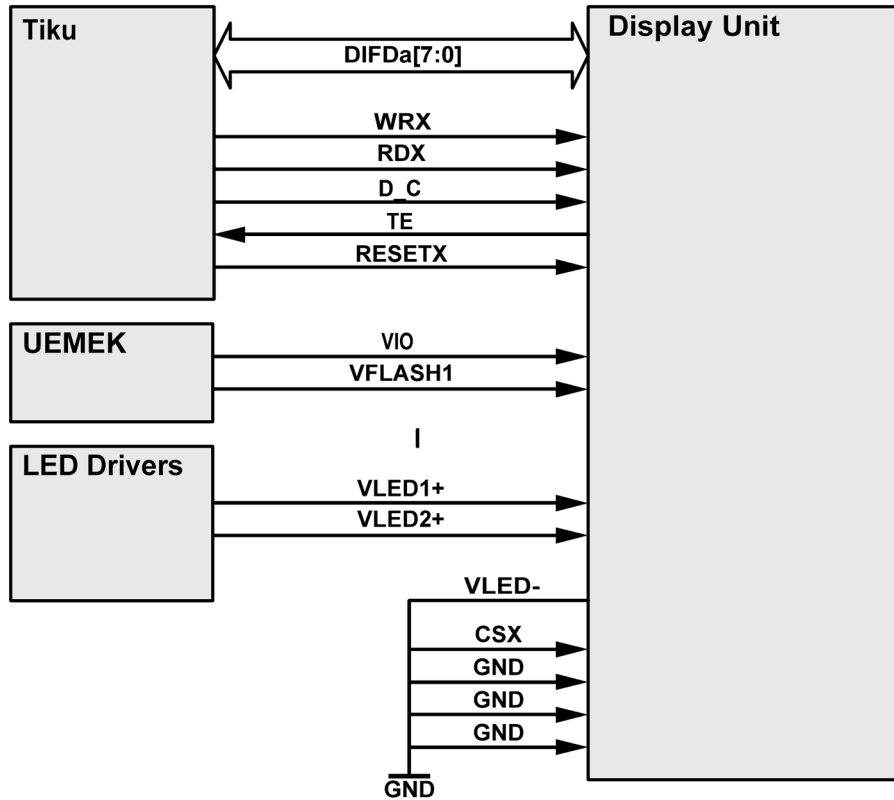 Tiku
Display Unit
DIFDa[7:0]
WRX
RDX
D_C
TE
RESETX
UEMEK
VIO
VFLASH1
LED Drivers
VLED1+
VLED2+
VLED-
CSX
GND
GND
GND
GND